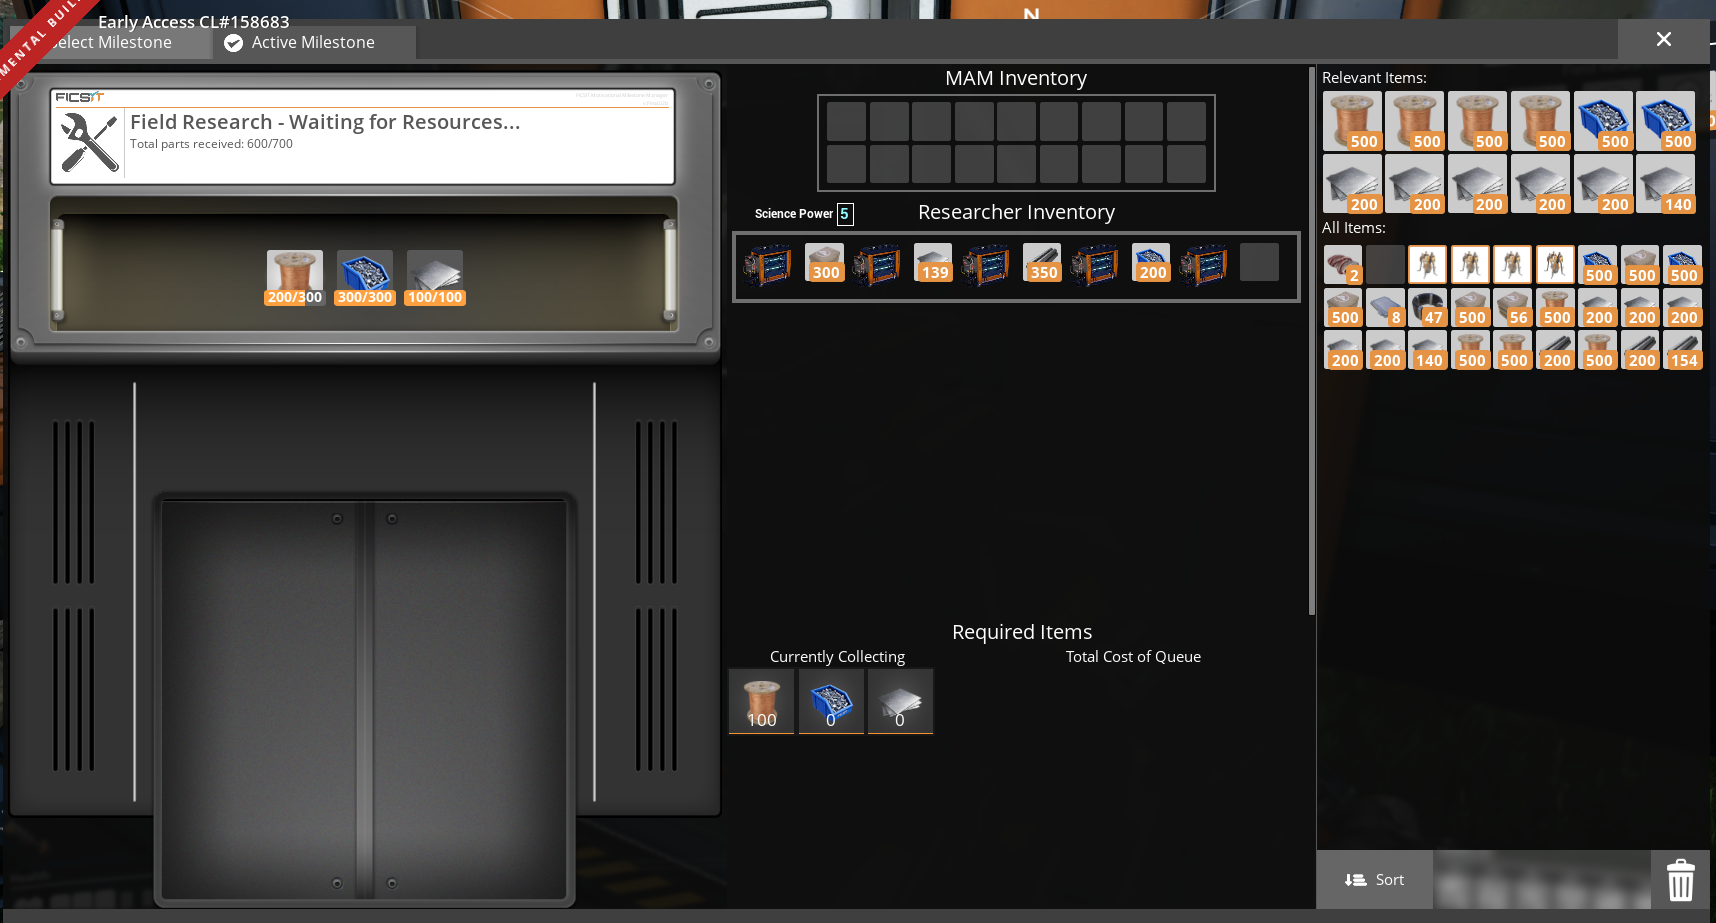 Early Access CL#158683
MENTAL BUIL
elect Milestone
Active Milestone
N
FICSIT
Field Research - Waiting for Resources...
Total parts received: 600/700
200/300
300/300
100/100
MAM Inventory
Science Power 5
Researcher Inventory
300
139
350
200
Required Items
Currently Collecting
Total Cost of Queue
100
0
0
Relevant Items:
500 500 500 500 500 500
200 200 200 200 200 140
All Items:
2 500 500 500
500 8 47 500 56 500 200 200 200
200 200 140 500 500 200 500 200 154
Sort